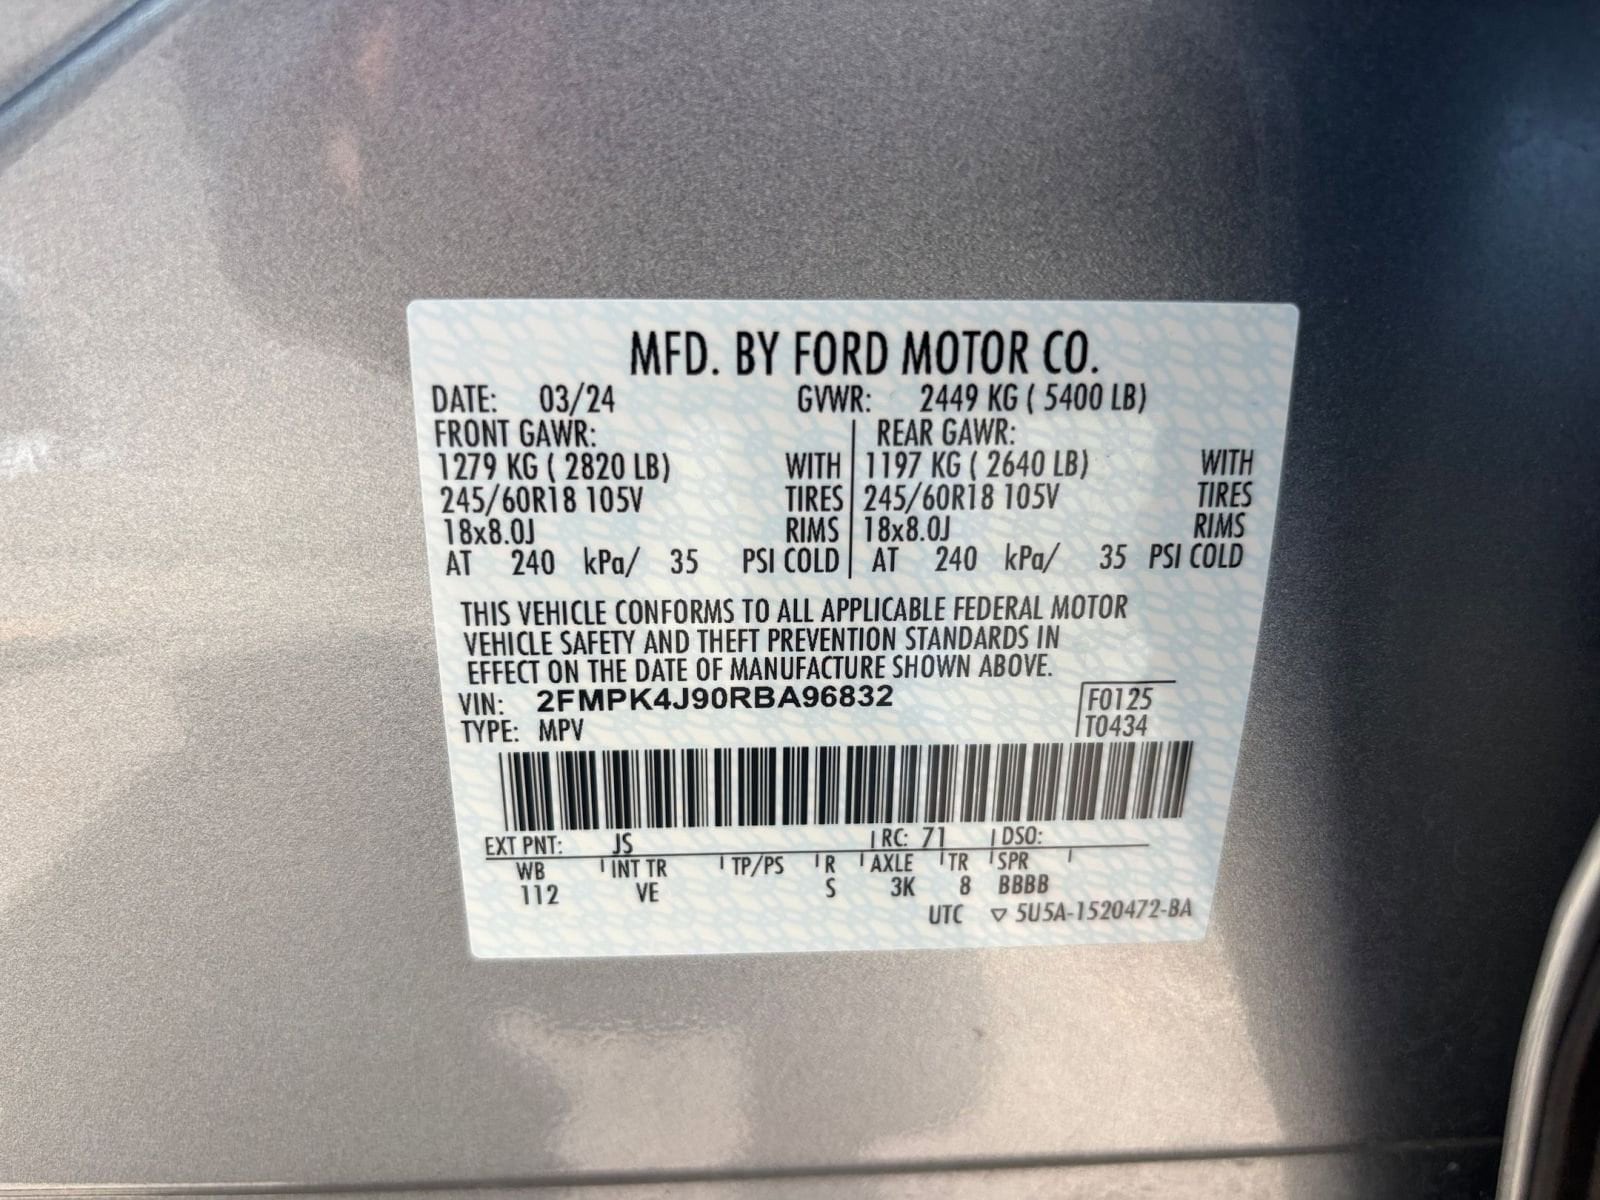 MFD. BY FORD MOTOR CO.
DATE: 03/24 GVWR: 2449 KG ( 5400 LB)
FRONT GAWR: REAR GAWR:
1279 KG ( 2820 LB) WITH 1197 KG ( 2640 LB) WITH
245/60R18 105V TIRES 245/60R18 105V TIRES
18x8.0J RIMS 18x8.0J RIMS
AT 240 kPa/ 35 PSI COLD AT 240 kPa/ 35 PSI COLD
THIS VEHICLE CONFORMS TO ALL APPLICABLE FEDERAL MOTOR
VEHICLE SAFETY AND THEFT PREVENTION STANDARDS IN
EFFECT ON THE DATE OF MANUFACTURE SHOWN ABOVE.
VIN: 2FMPK4J90RBA96832 F0125
TYPE: MPV T0434
EXT PNT: JS RC: 71 DSO:
WB INT TR TP/PS R AXLE TR SPR
112 VE S 3K 8 BBBB
UTC ▽ 5U5A-1520472-BA